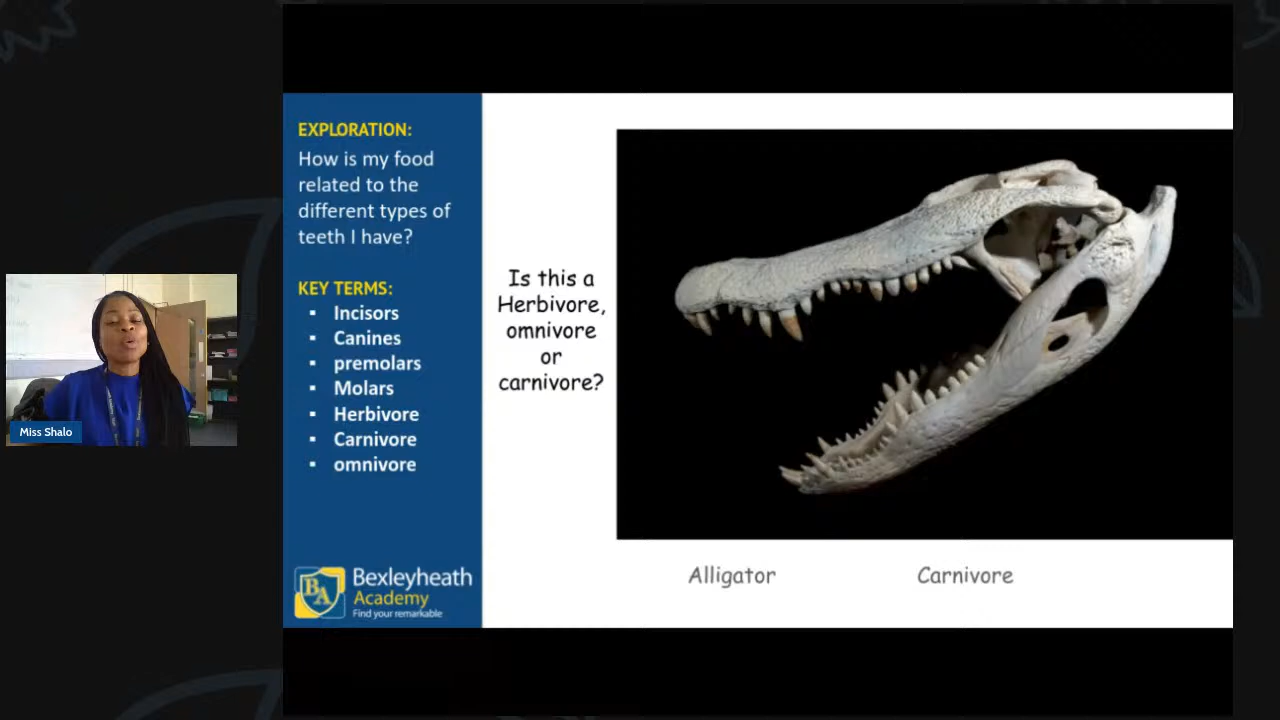 EXPLORATION:
How is my food
related to the
different types of
teeth I have?
KEY TERMS:
▪ Incisors
▪ Canines
▪ premolars
▪ Molars
▪ Herbivore
▪ Carnivore
▪ omnivore
BA
Bexleyheath
Academy
Find your remarkable
Is this a
Herbivore,
omnivore
or
carnivore?
Alligator
Carnivore
Miss Shalo